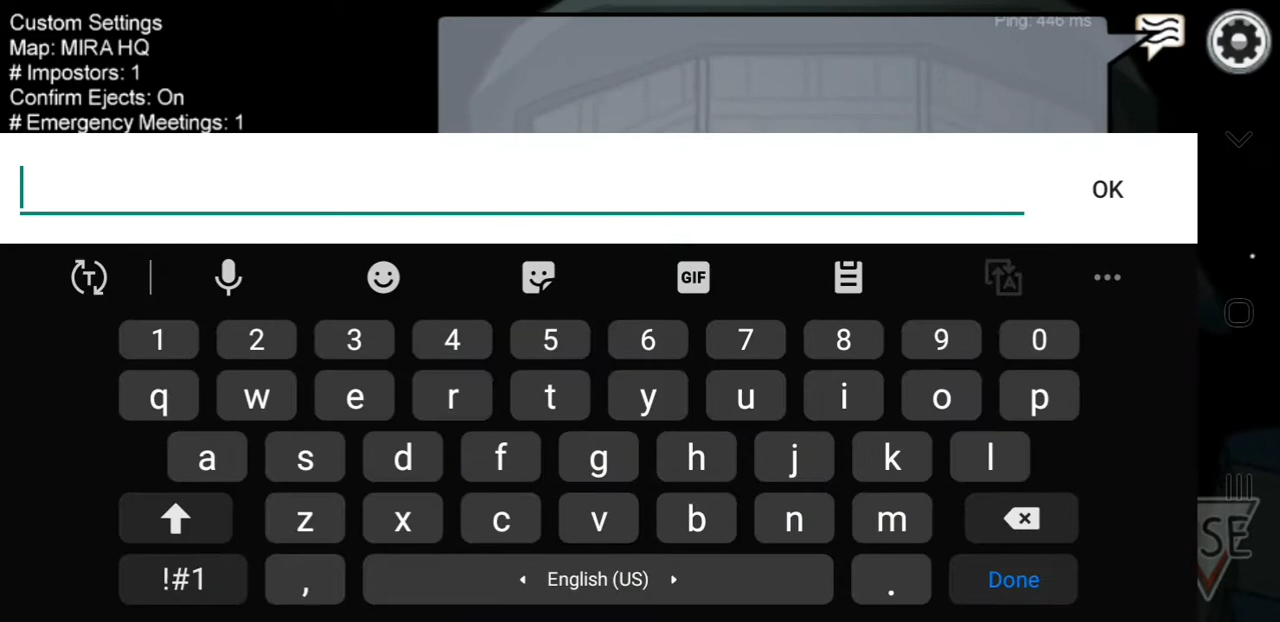 Custom Settings
Map: MIRA HQ
# Impostors: 1
Confirm Ejects: On
# Emergency Meetings: 1
Ping: 446 ms
OK
T
GIF
A
1 2 3 4 5 6 7 8 9 0
q w e r t y u i o p
a s d f g h j k l
z x c v b n m
!#1 , English (US) . Done
SE